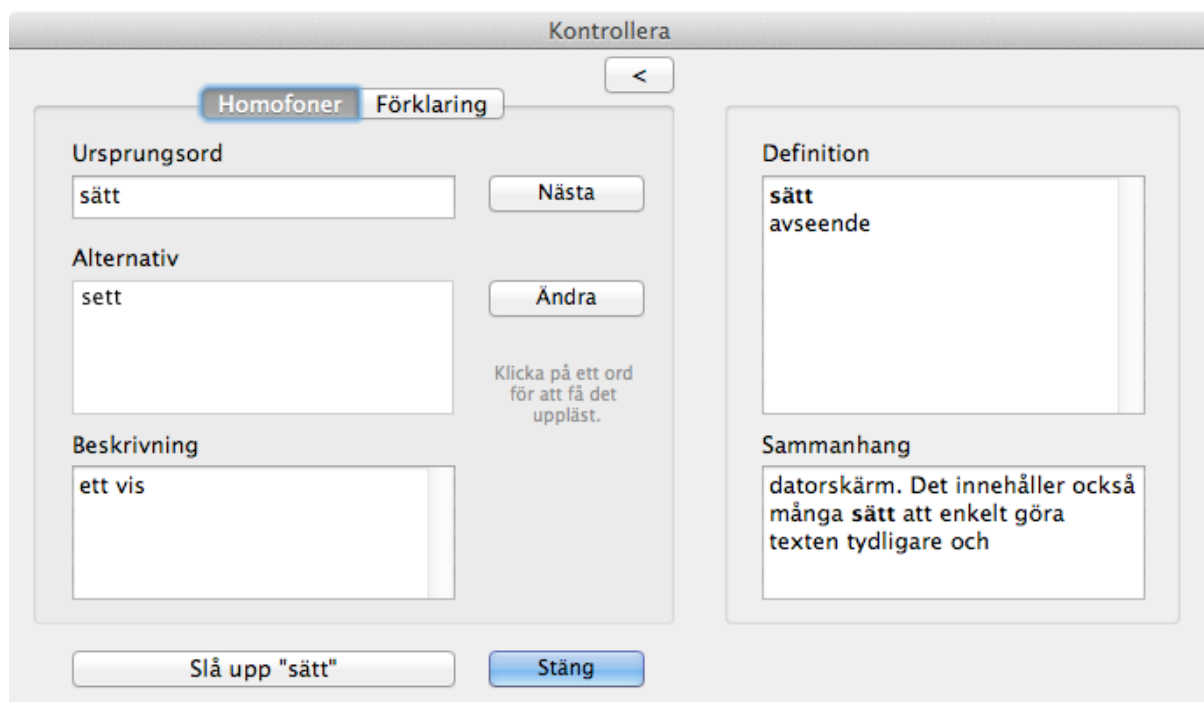 Kontrollera
<
Homofoner Förklaring
Ursprungsord
sätt
Nästa
Alternativ
sett
Ändra
Klicka på ett ord
för att få det
uppläst.
Beskrivning
ett vis
Slå upp "sätt"
Stäng
Definition
sätt
avseende
Sammanhang
datorskärm. Det innehåller också
många sätt att enkelt göra
texten tydligare och